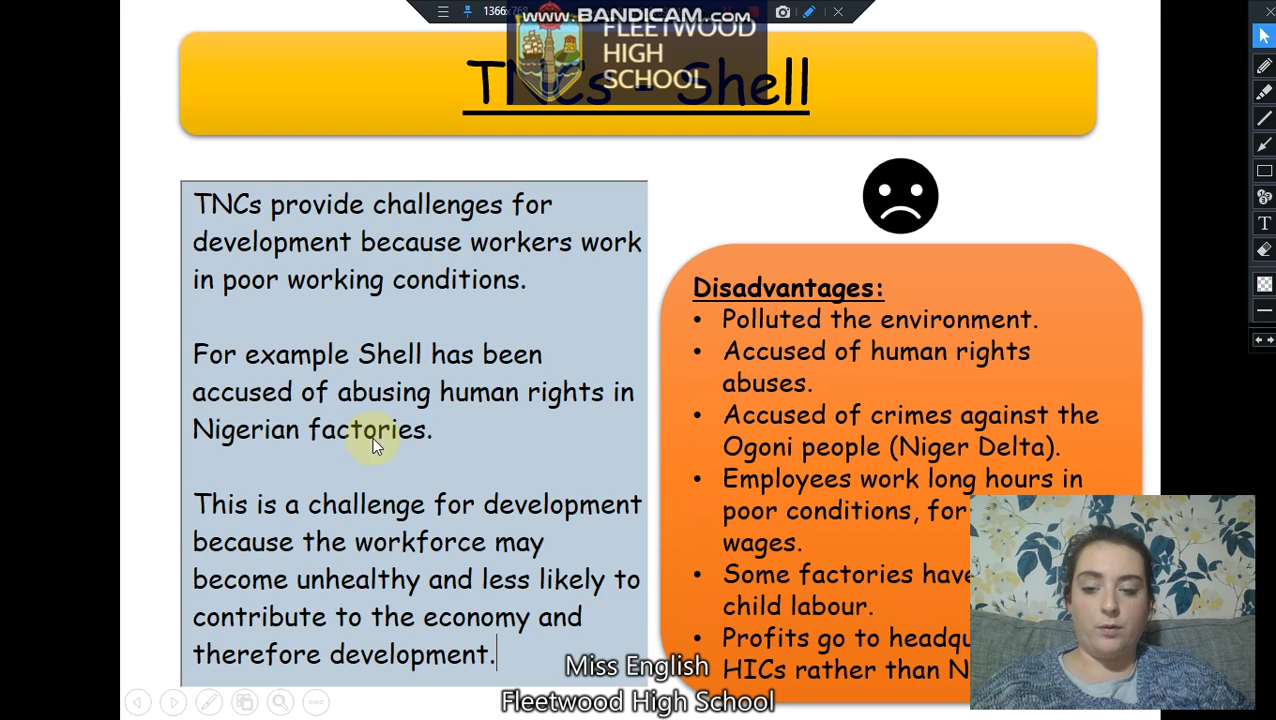 1366x768
www.BANDICAM.com
FLEETWOOD
HIGH
SCHOOL
TNCs - Shell
TNCs provide challenges for
development because workers work
in poor working conditions.
For example Shell has been
accused of abusing human rights in
Nigerian factories.
This is a challenge for development
because the workforce may
become unhealthy and less likely to
contribute to the economy and
therefore development.
Disadvantages:
• Polluted the environment.
• Accused of human rights
abuses.
• Accused of crimes against the
Ogoni people (Niger Delta).
• Employees work long hours in
poor conditions, for
wages.
• Some factories have
child labour.
• Profits go to
HICs rather than
Miss English
Fleetwood High School